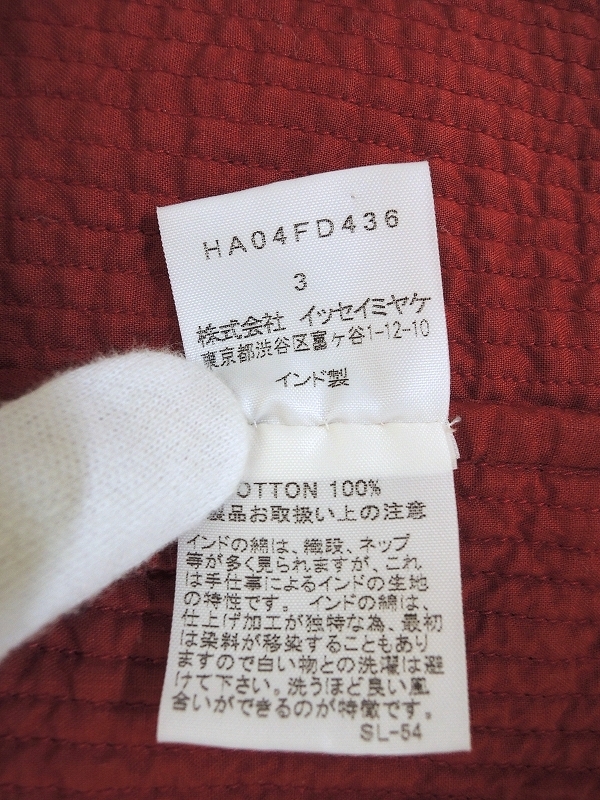 HA04FD436
3
株式会社 イッセイミヤケ
東京都渋谷区富ヶ谷1-12-10
インド製
OTTON 100%
製品お取扱い上の注意
インドの綿は、織段、ネップ
等が多く見られますが、これ
は手仕事によるインドの生地
の特性です。インドの綿は、
仕上げ加工が独特な為、最初
は染料が移染することもあり
ますので白い物との洗濯は避
けて下さい。洗うほど良い風
合いができるのが特徴です。
SL-54